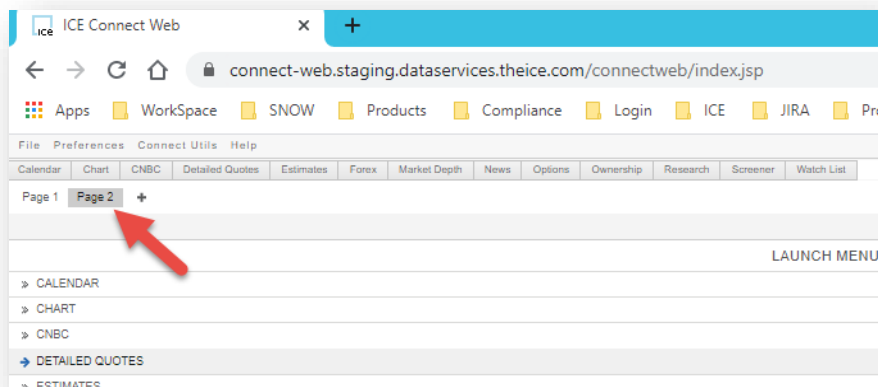 ice ICE Connect Web
connect-web.staging.dataservices.theice.com/connectweb/index.jsp
Apps WorkSpace SNOW Products Compliance Login ICE JIRA
File Preferences Connect Utils Help
Calendar Chart CNBC Detailed Quotes Estimates Forex Market Depth News Options Ownership Research Screener Watch List
Page 1 Page 2
LAUNCH MENU
CALENDAR
CHART
CNBC
DETAILED QUOTES
ESTIMATES